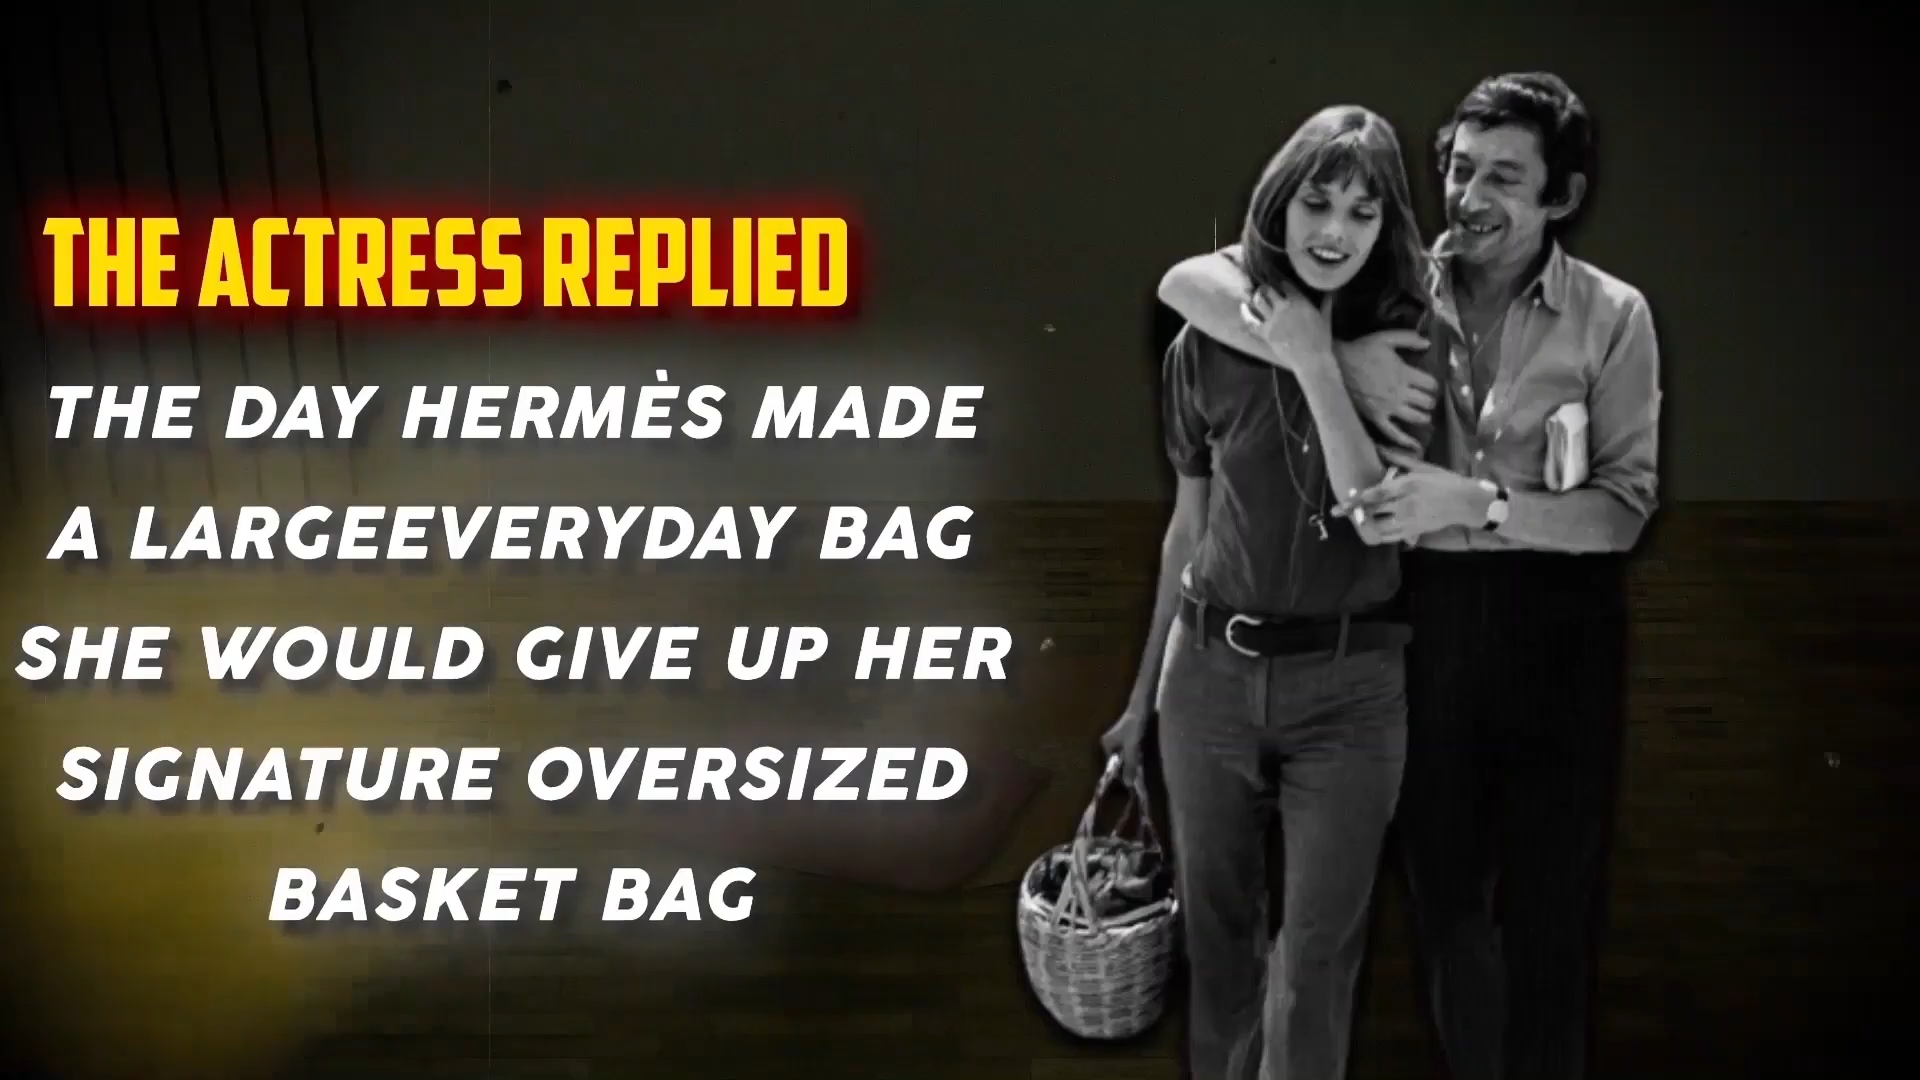 THE ACTRESS REPLIED
THE DAY HERMÈS MADE
A LARGEEVERYDAY BAG
SHE WOULD GIVE UP HER
SIGNATURE OVERSIZED
BASKET BAG